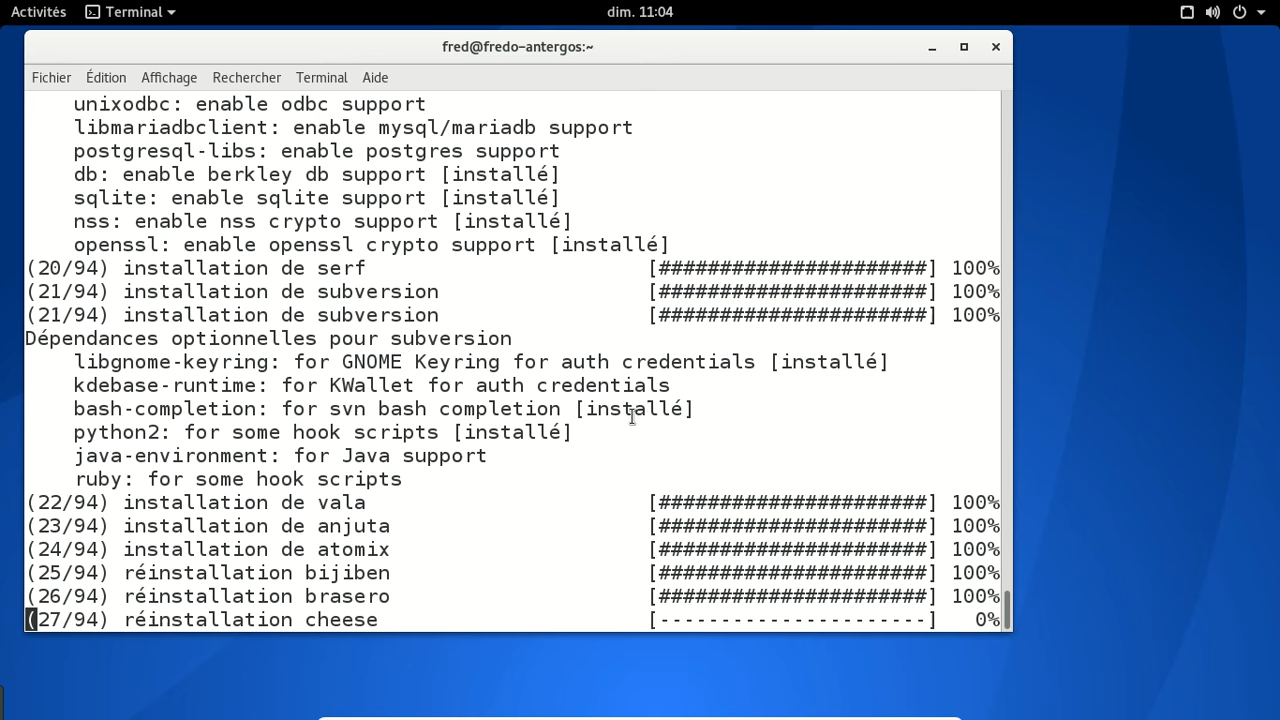 Activités Terminal dim. 11:04
fred@fredo-antergos:~
Fichier Édition Affichage Rechercher Terminal Aide
unixodbc: enable odbc support
libmariadbclient: enable mysql/mariadb support
postgresql-libs: enable postgres support
db: enable berkley db support [installé]
sqlite: enable sqlite support [installé]
nss: enable nss crypto support [installé]
openssl: enable openssl crypto support [installé]
(20/94) installation de serf [######################] 100%
(21/94) installation de subversion [######################] 100%
(21/94) installation de subversion [######################] 100%
Dépendances optionnelles pour subversion
libgnome-keyring: for GNOME Keyring for auth credentials [installé]
kdebase-runtime: for KWallet for auth credentials
bash-completion: for svn bash completion [installé]
python2: for some hook scripts [installé]
java-environment: for Java support
ruby: for some hook scripts
(22/94) installation de vala [######################] 100%
(23/94) installation de anjuta [######################] 100%
(24/94) installation de atomix [######################] 100%
(25/94) réinstallation bijiben [######################] 100%
(26/94) réinstallation brasero [######################] 100%
(27/94) réinstallation cheese [----------------------] 0%